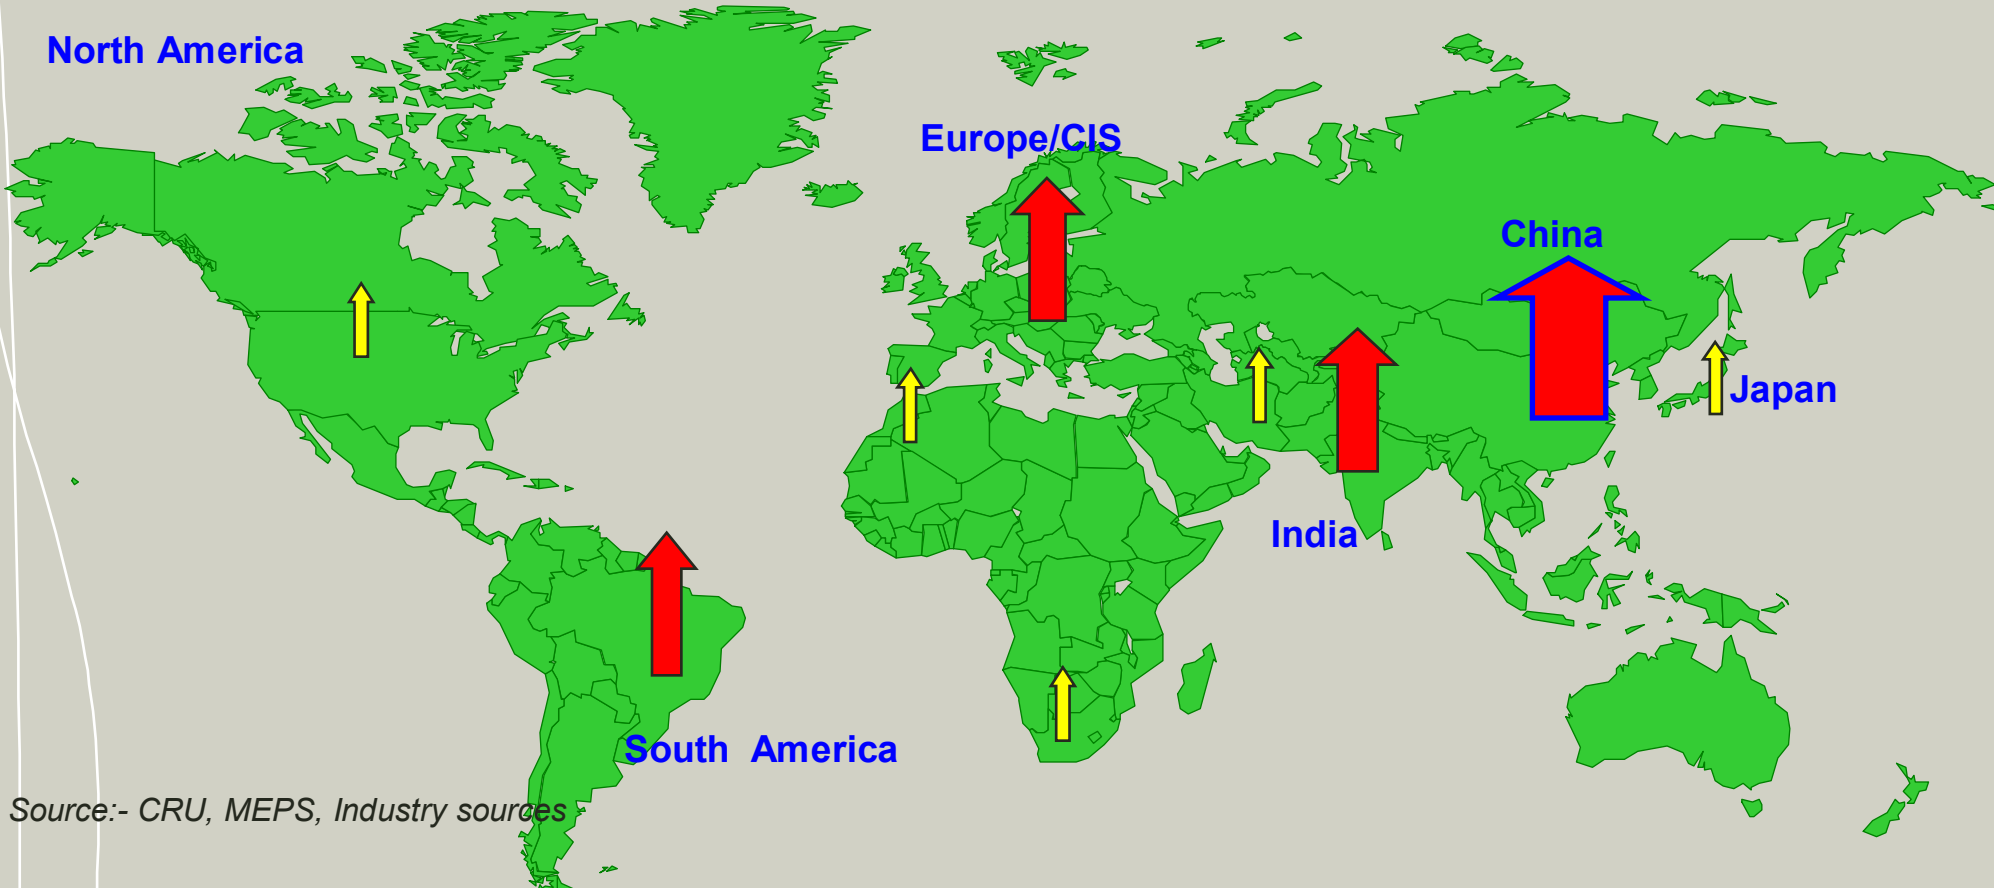 North America
Europe/CIS
China
Japan
India
South  America
Source:- CRU, MEPS, Industry sources